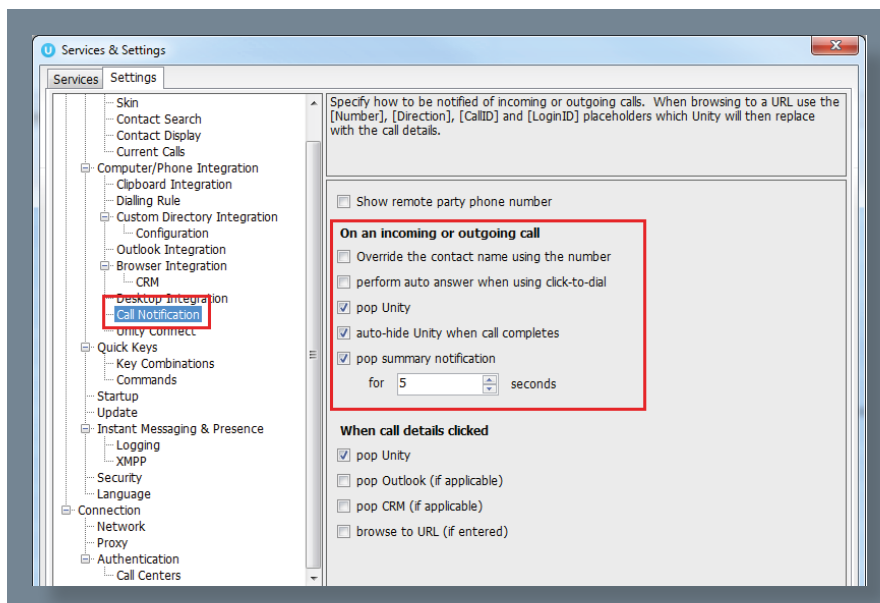 Services & Settings
Services
Settings
Skin
Contact Search
Contact Display
Current Calls
Computer/Phone Integration
Clipboard Integration
Dialling Rule
Custom Directory Integration
Configuration
Outlook Integration
Browser Integration
CRM
Desktop Integration
Call Notification
Unity Connect
Quick Keys
Key Combinations
Commands
Startup
Update
Instant Messaging & Presence
Logging
XMPP
Security
Language
Connection
Network
Proxy
Authentication
Call Centers
Specify how to be notified of incoming or outgoing calls. When browsing to a URL use the
[Number], [Direction], [CallID] and [LoginID] placeholders which Unity will then replace
with the call details.
Show remote party phone number
On an incoming or outgoing call
Override the contact name using the number
perform auto answer when using click-to-dial
pop Unity
auto-hide Unity when call completes
pop summary notification
for 5 seconds
When call details clicked
pop Unity
pop Outlook (if applicable)
pop CRM (if applicable)
browse to URL (if entered)